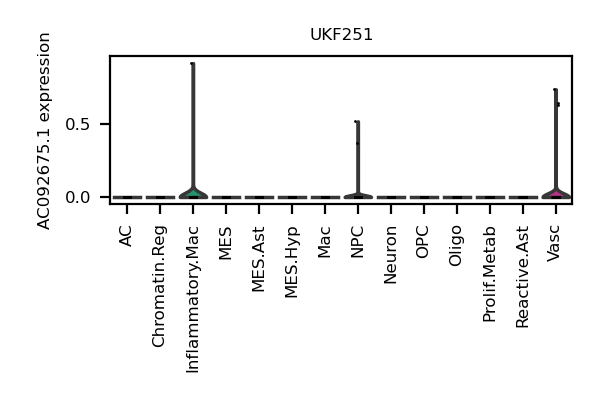 UKF251
AC092675.1 expression
0.5
0.0
AC
Chromatin.Reg
Inflammatory.Mac
MES
MES.Ast
MES.Hyp
Mac
NPC
Neuron
OPC
Oligo
Prolif.Metab
Reactive.Ast
Vasc